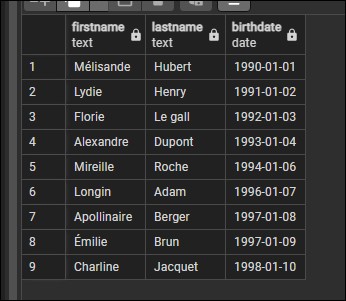 firstname lastname birthdate
text text date
1 Mélisande Hubert 1990-01-01
2 Lydie Henry 1991-01-02
3 Florie Le gall 1992-01-03
4 Alexandre Dupont 1993-01-04
5 Mireille Roche 1994-01-06
6 Longin Adam 1996-01-07
7 Apollinaire Berger 1997-01-08
8 Émilie Brun 1997-01-09
9 Charline Jacquet 1998-01-10